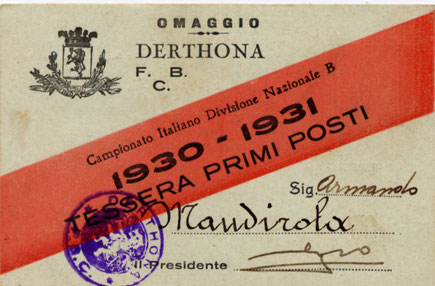 OMAGGIO
DERTHONA
F. B.
C.
Campionato Italiano Divisione Nazionale B
1930 - 1931
TESSERA PRIMI POSTI
Sig. Armando
Mandirola
Il Presidente